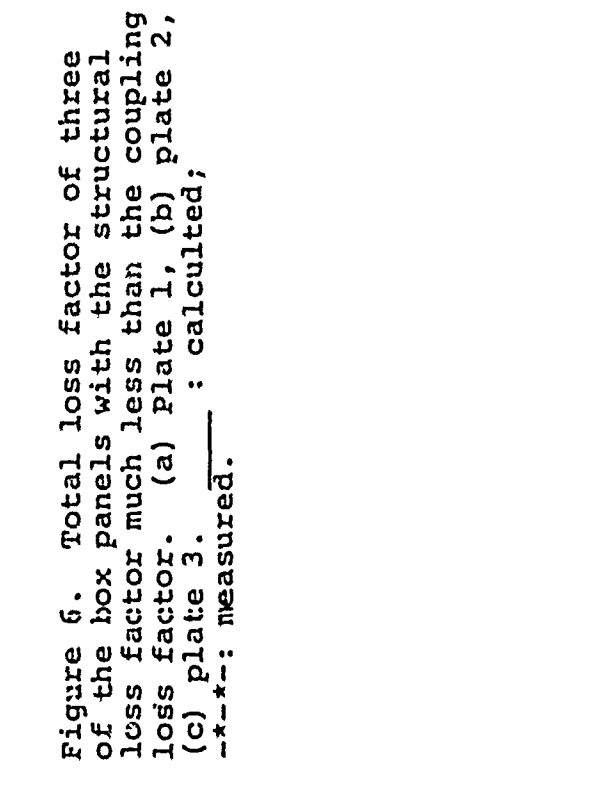 Figure 6. Total loss factor of three
of the box panels with the structural
loss factor much less than the coupling
loss factor. (a) Plate 1, (b) plate 2,
(c) plate 3. ____ : calculted;
-*-*-: measured.